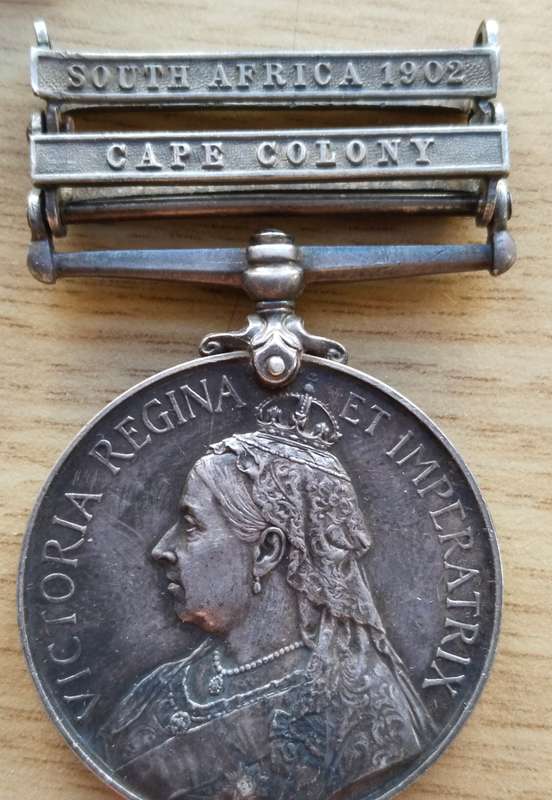 SOUTH AFRICA 1902
CAPE COLONY
VICTORIA REGINA ET IMPERATRIX